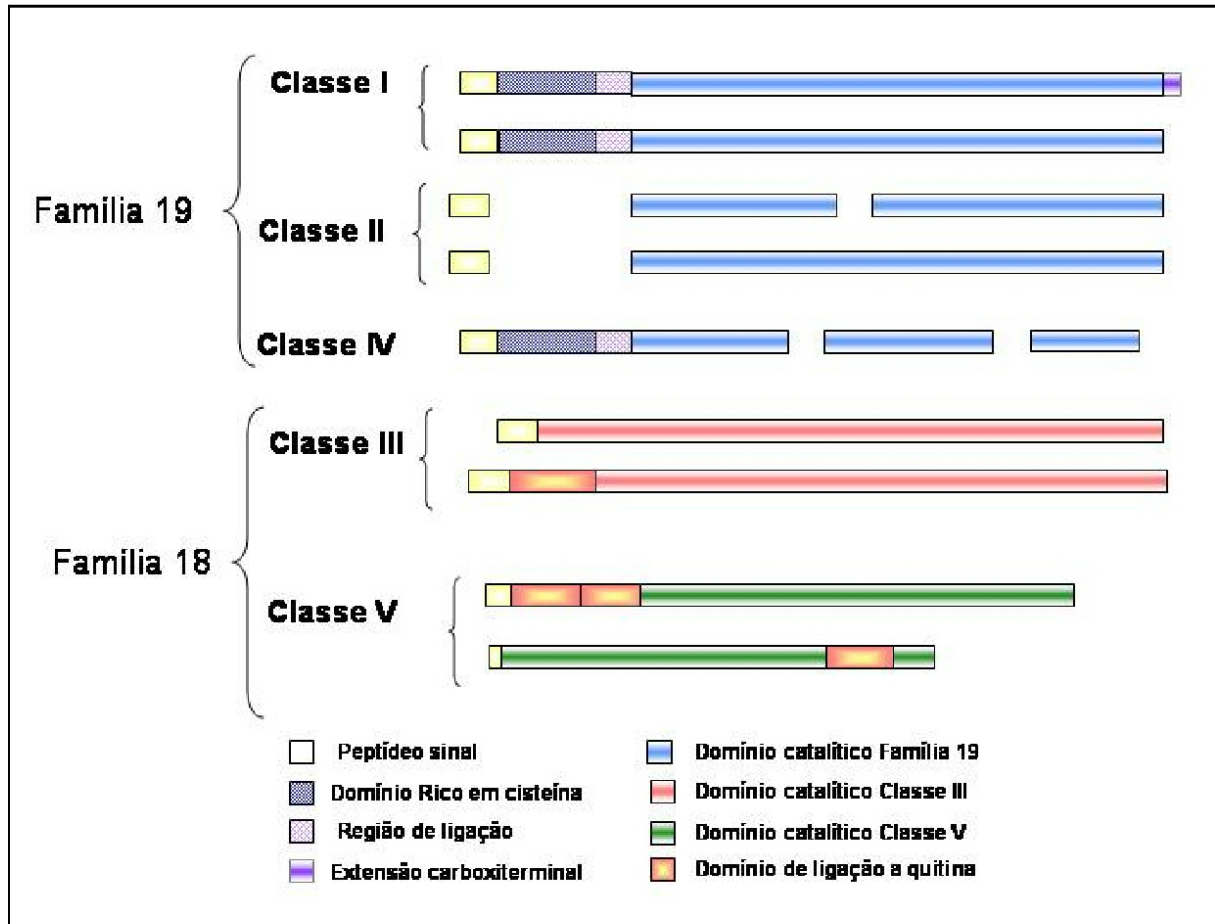 Classe I
Família 19
Classe II
Classe IV
Classe III
Família 18
Classe V
Peptídeo sinal
Domínio Rico em cisteína
Região de ligação
Extensão carboxiterminal
Domínio catalítico Família 19
Domínio catalítico Classe III
Domínio catalítico Classe V
Domínio de ligação a quitina